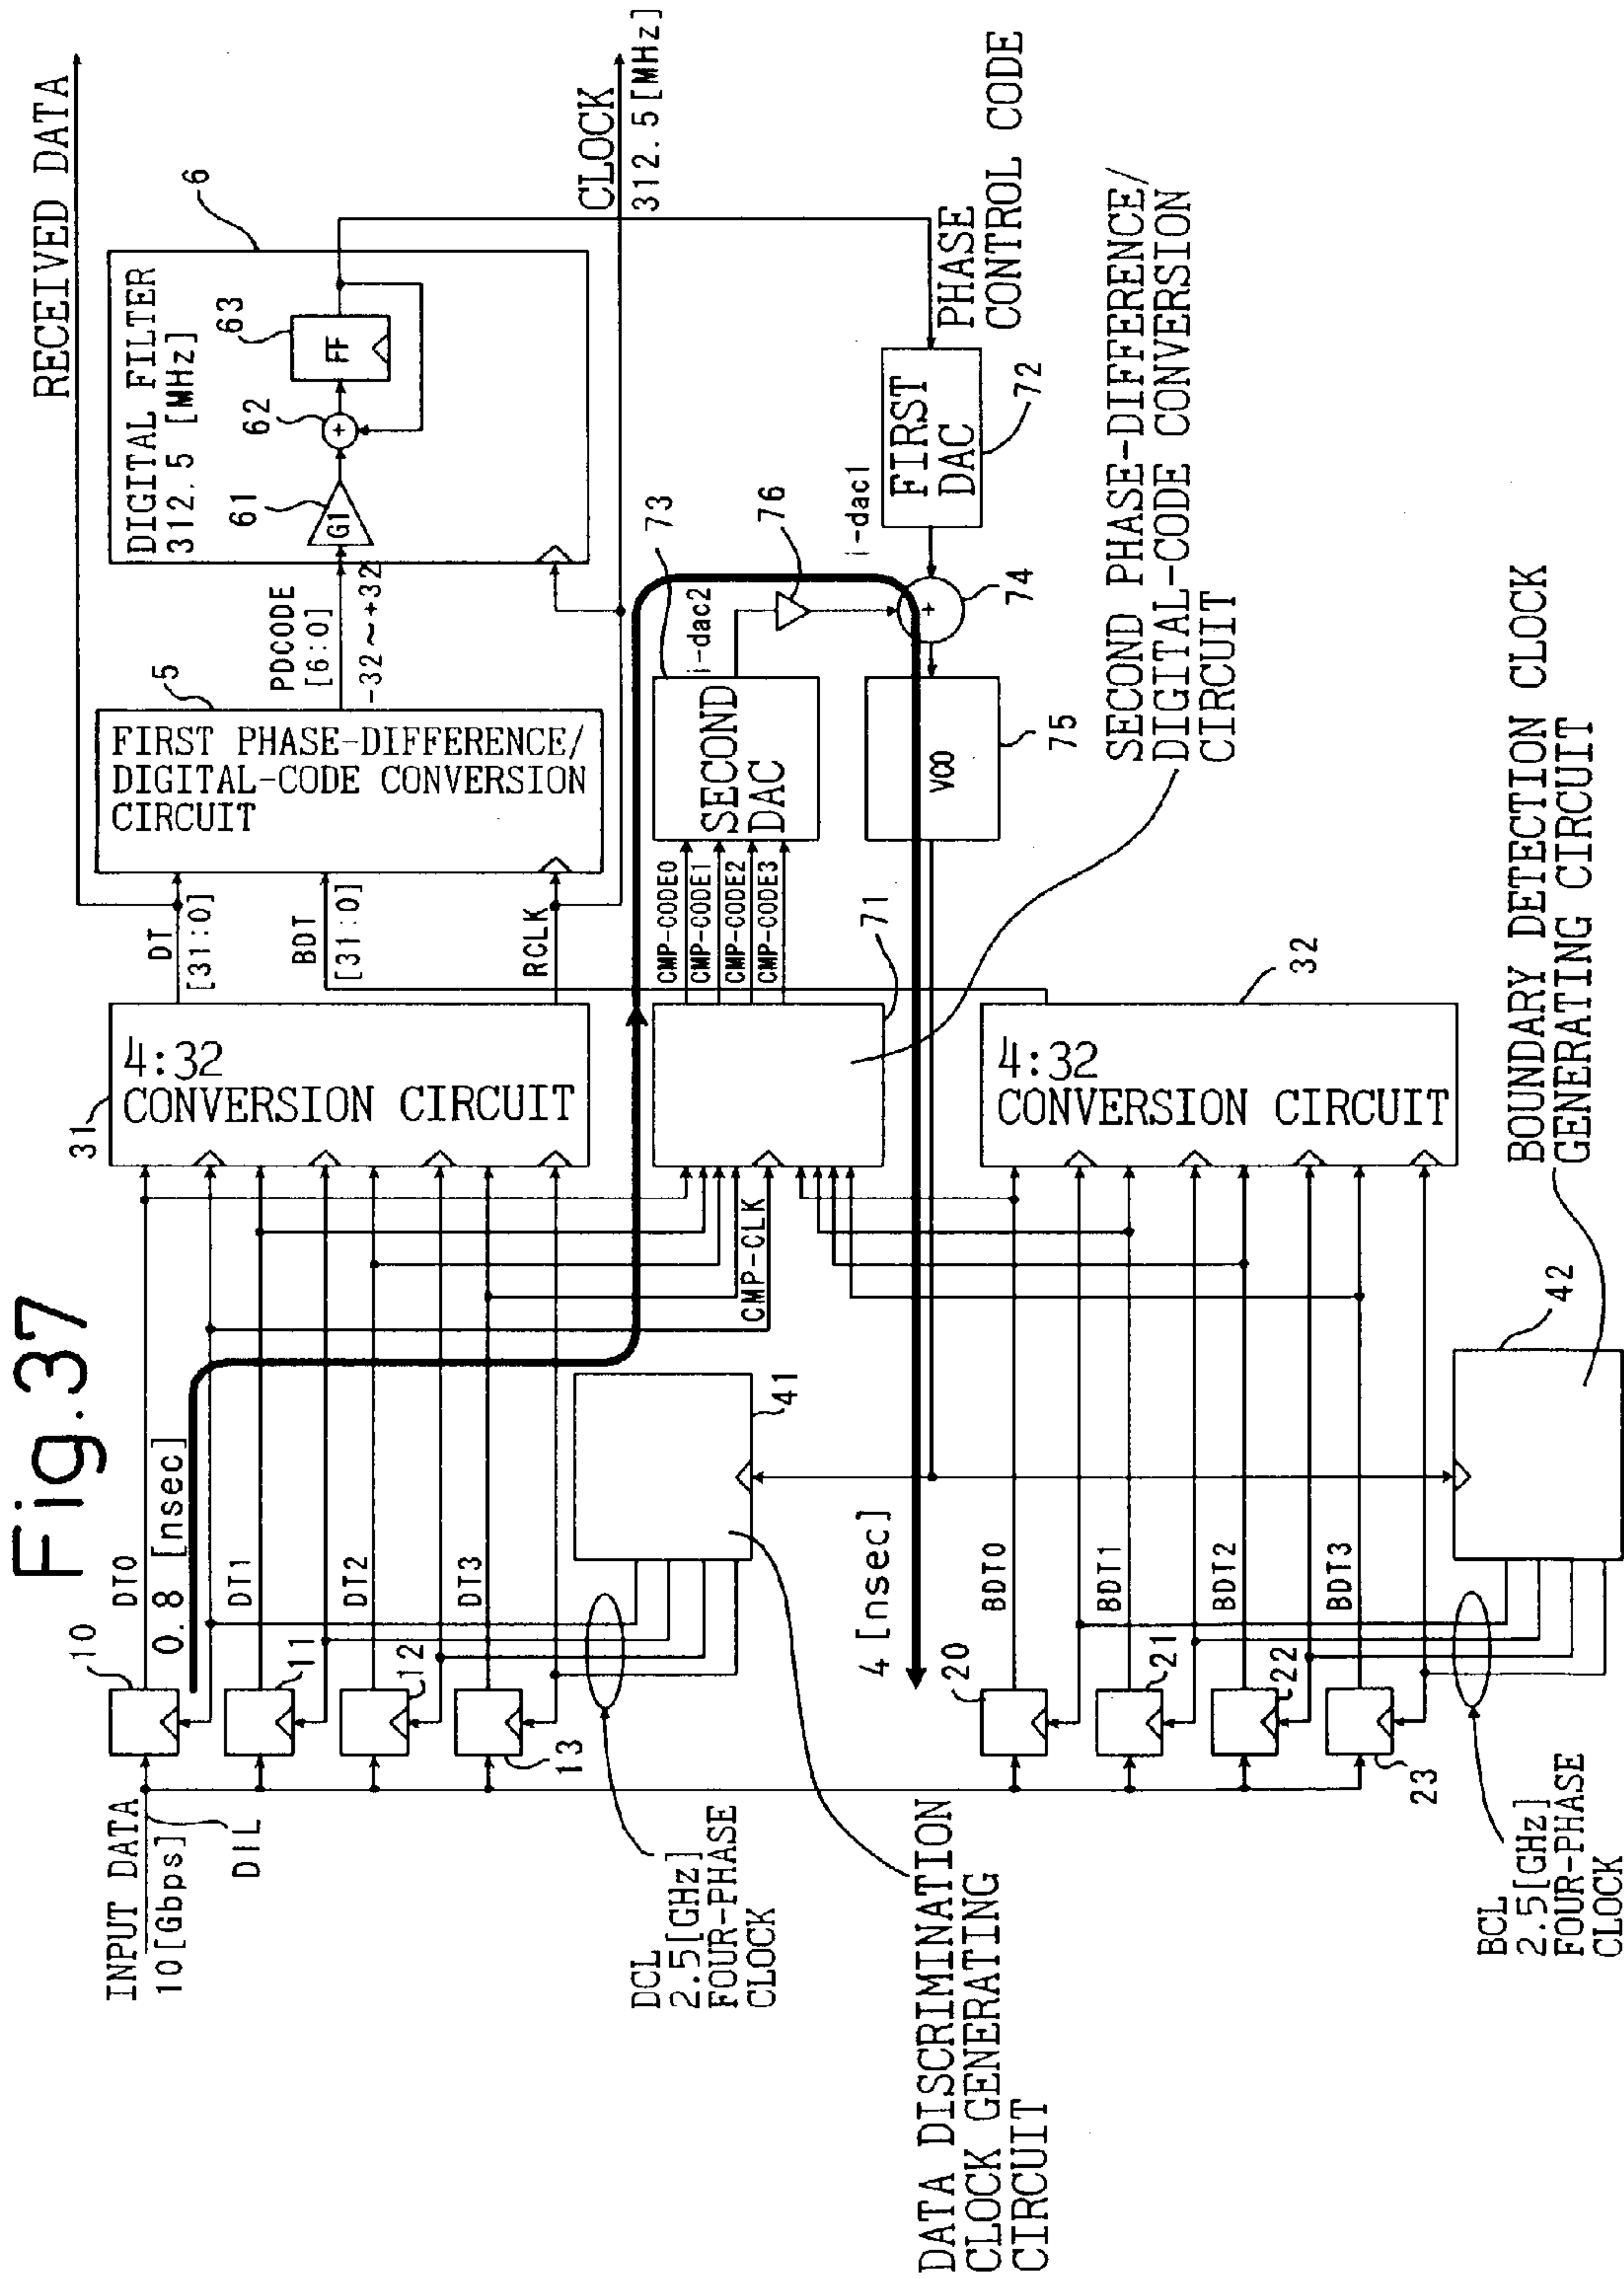 Fig.37
INPUT DATA
10[Gbps]
DIL
10
11
12
13
DT0
0.8 [nsec]
DT1
DT2
DT3
DCL
2.5[GHz]
FOUR-PHASE
CLOCK
DATA DISCRIMINATION
CLOCK GENERATING
CIRCUIT
41
31
4:32
CONVERSION CIRCUIT
DT
[31:0]
BDT
[31:0]
RCLK
RECEIVED DATA
5
FIRST PHASE-DIFFERENCE/
DIGITAL-CODE CONVERSION
CIRCUIT
PDCODE
[6:0]
-32~+32
6
DIGITAL FILTER
312.5 [MHz]
61
G1
62
+
63
FF
CLOCK
312.5[MHz]
CMP-CLK
71
CMP-CODE0
CMP-CODE1
CMP-CODE2
CMP-CODE3
73
SECOND
DAC
i-dac2
76
i-dac1
FIRST
DAC
72
PHASE
CONTROL CODE
+
74
VCO
75
SECOND PHASE-DIFFERENCE/
DIGITAL-CODE CONVERSION
CIRCUIT
4 [nsec]
20
21
22
23
BDT0
BDT1
BDT2
BDT3
4:32
CONVERSION CIRCUIT
32
BCL
2.5[GHz]
FOUR-PHASE
CLOCK
42
BOUNDARY DETECTION CLOCK
GENERATING CIRCUIT